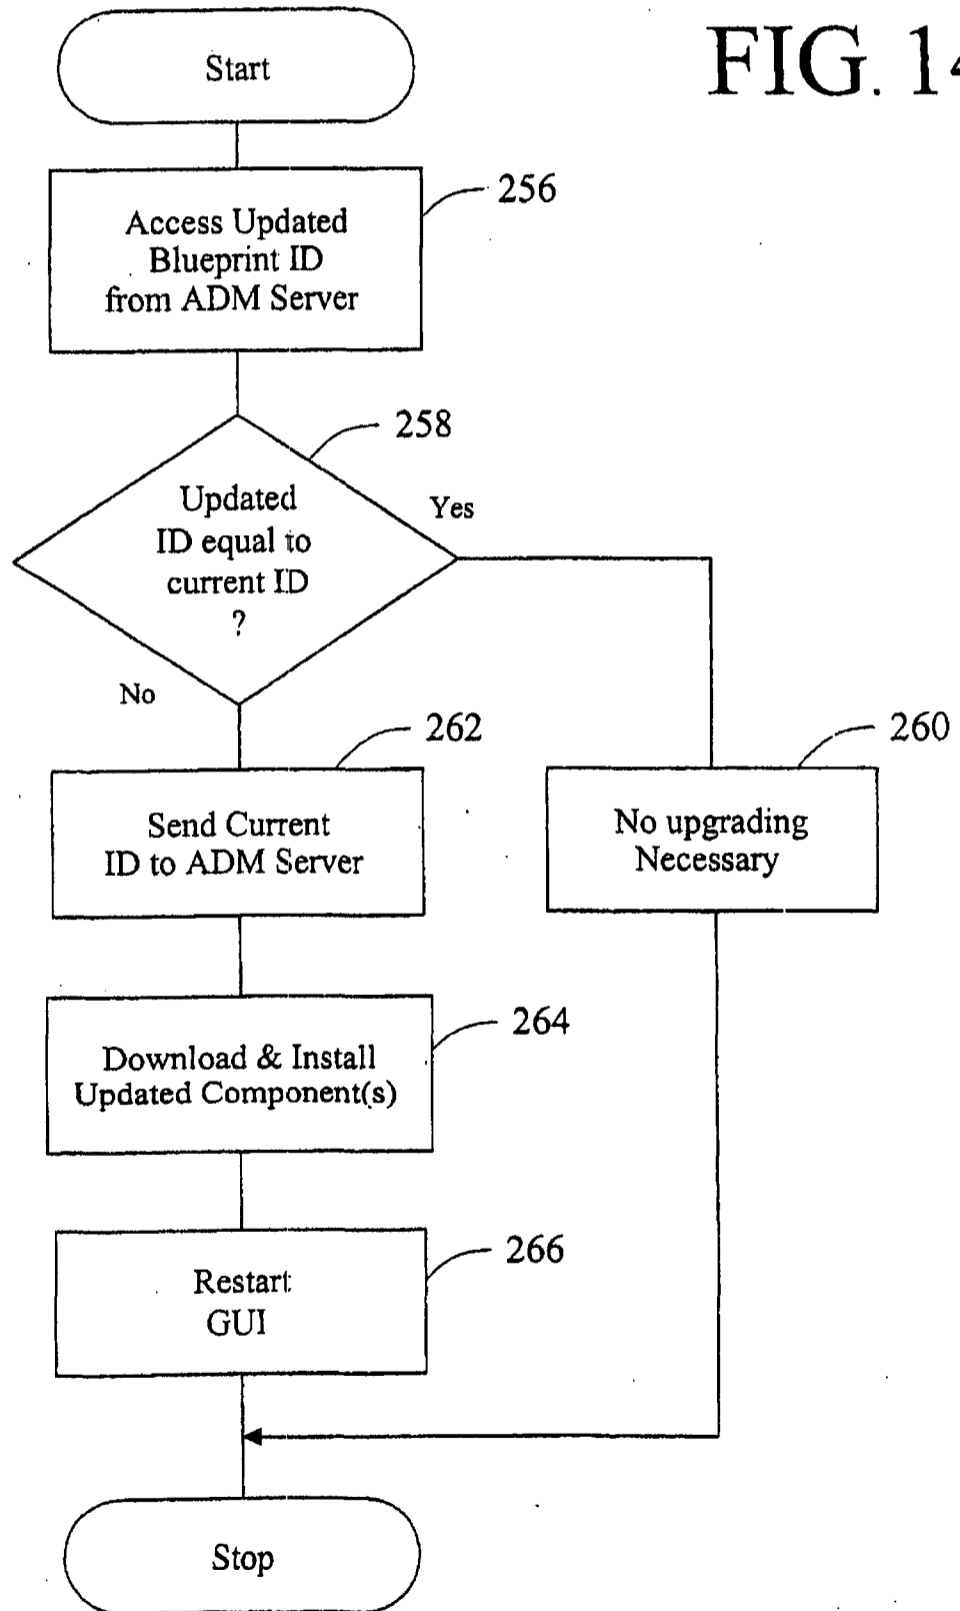 FIG. 14
Start
256
Access Updated
Blueprint ID
from ADM Server
258
Updated
ID equal to
current ID
?
Yes
No
262
Send Current
ID to ADM Server
260
No upgrading
Necessary
264
Download & Install
Updated Component(s)
266
Restart
GUI
Stop